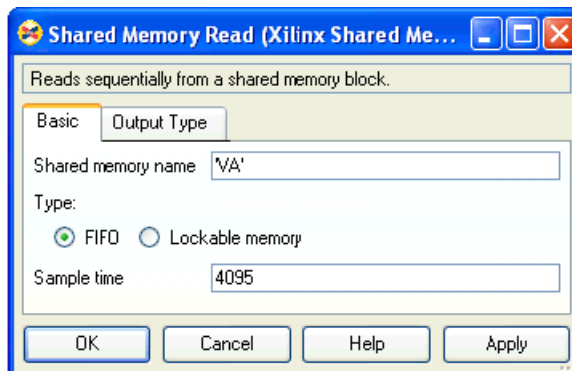 Shared Memory Read (Xilinx Shared Me...
Reads sequentially from a shared memory block.
Basic
Output Type
Shared memory name 'VA'
Type:
FIFO Lockable memory
Sample time 4095
OK Cancel Help Apply